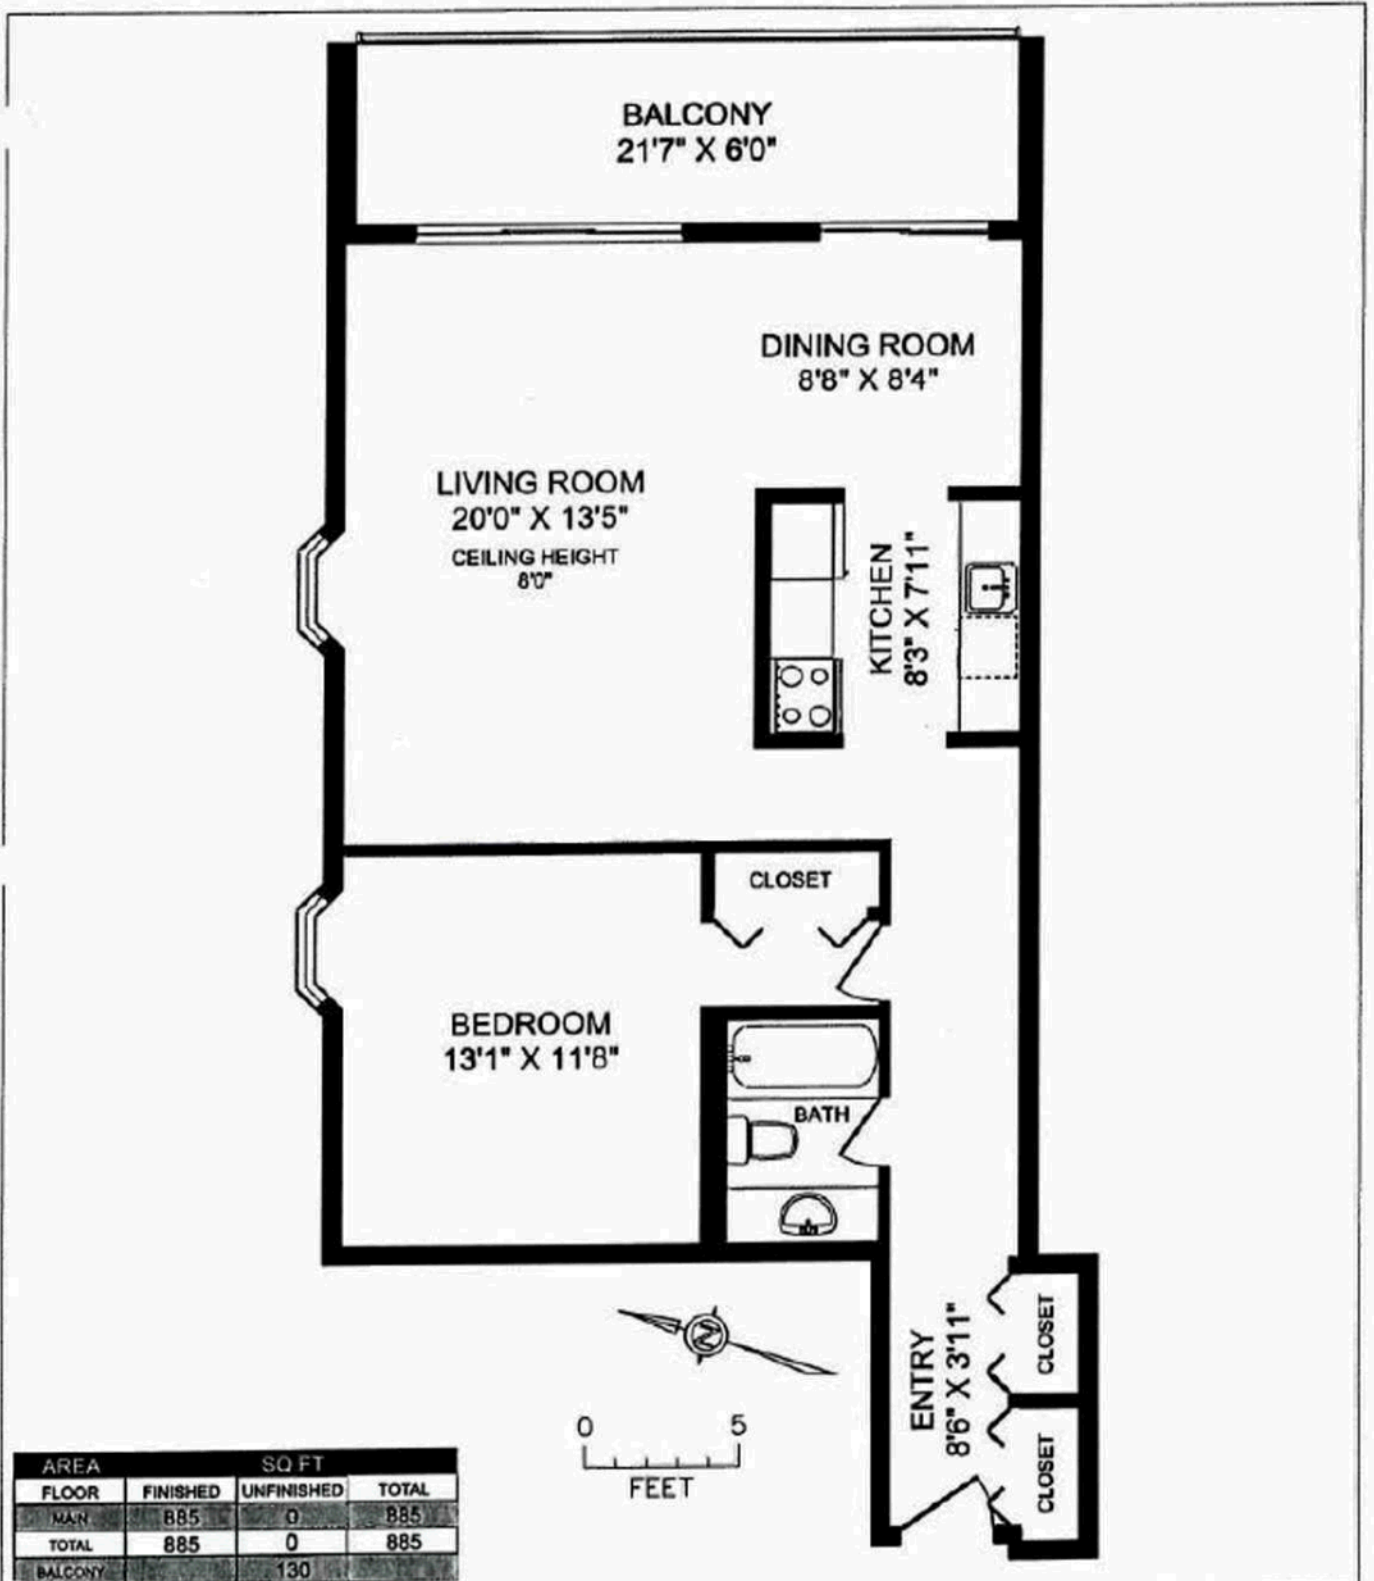 BALCONY
21'7" X 6'0"
DINING ROOM
8'8" X 8'4"
LIVING ROOM
20'0" X 13'5"
CEILING HEIGHT
8'0"
KITCHEN
8'3" X 7'11"
CLOSET
BEDROOM
13'1" X 11'8"
BATH
N
ENTRY
8'6" X 3'11"
CLOSET
CLOSET
0 5
FEET
AREA SQ FT
FLOOR FINISHED UNFINISHED TOTAL
MAIN 885 0 885
TOTAL 885 0 885
BALCONY 130